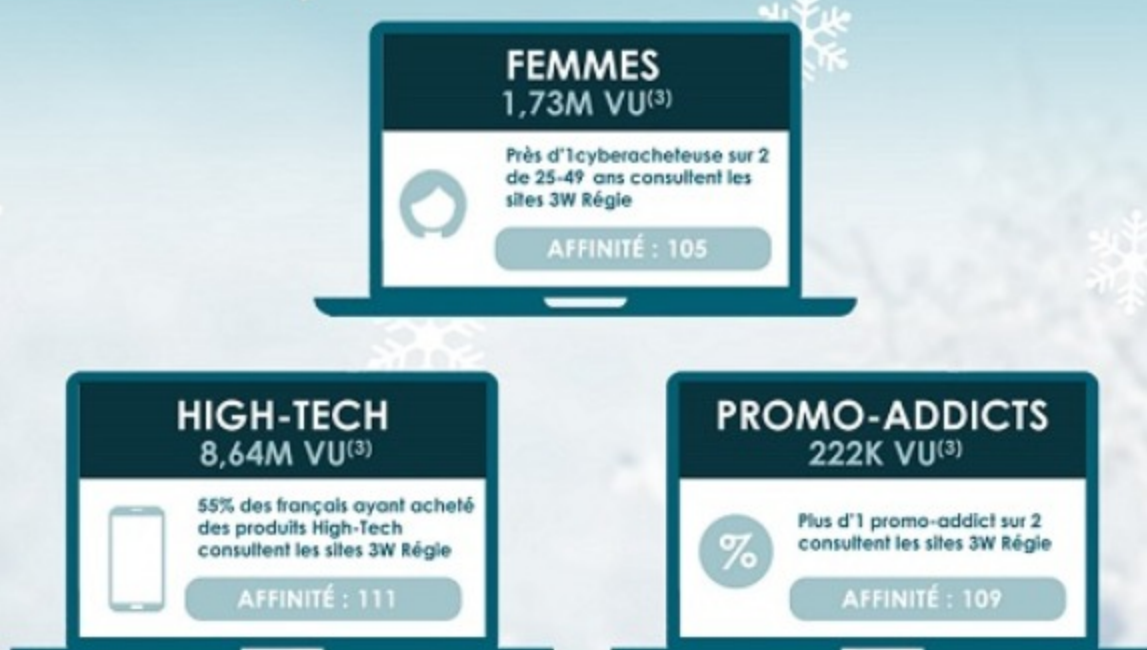 FEMMES
1,73M VU(3)
Près d'1cyberacheteuse sur 2
de 25-49 ans consultent les
sites 3W Régie
AFFINITÉ : 105
HIGH-TECH
8,64M VU(3)
55% des français ayant acheté
des produits High-Tech
consultent les sites 3W Régie
AFFINITÉ : 111
PROMO-ADDICTS
222K VU(3)
%
Plus d'1 promo-addict sur 2
consultent les sites 3W Régie
AFFINITÉ : 109